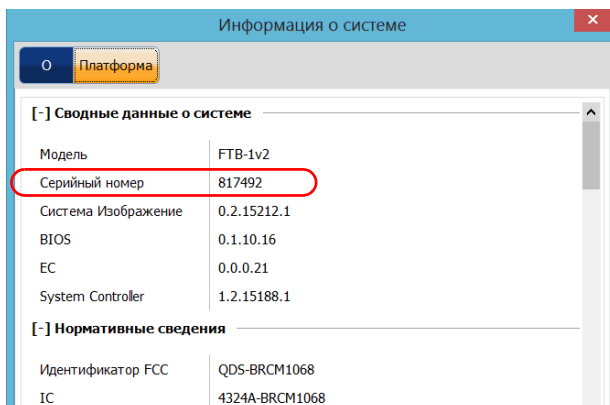 Информация о системе
О Платформа
[-] Сводные данные о системе
Модель FTB-1v2
Серийный номер 817492
Система Изображение 0.2.15212.1
BIOS 0.1.10.16
EC 0.0.0.21
System Controller 1.2.15188.1
[-] Нормативные сведения
Идентификатор FCC QDS-BRCM1068
IC 4324A-BRCM1068